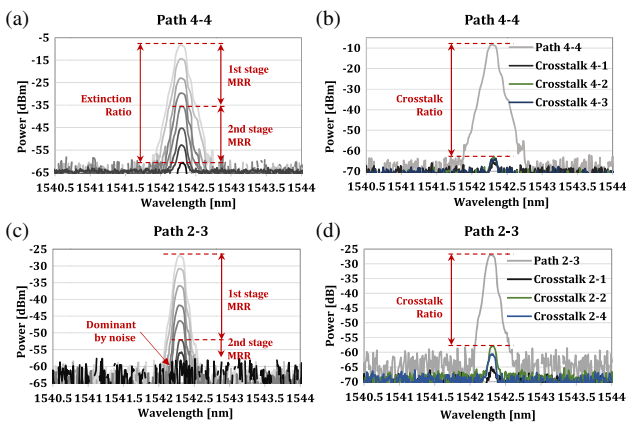 (a)
Path 4-4
Power [dBm]
-5
-15
-25
-35
-45
-55
-65
Extinction
Ratio
1st stage
MRR
2nd stage
MRR
1540.5 1541 1541.5 1542 1542.5 1543 1543.5 1544
Wavelength [nm]
(b)
Path 4-4
Power [dBm]
-10
-20
-30
-40
-50
-60
-70
Crosstalk
Ratio
Path 4-4
Crosstalk 4-1
Crosstalk 4-2
Crosstalk 4-3
1540.5 1541 1541.5 1542 1542.5 1543 1543.5 1544
Wavelength [nm]
(c)
Path 2-3
Power [dBm]
-25
-30
-35
-40
-45
-50
-55
-60
-65
Dominant
by noise
1st stage
MRR
2nd stage
MRR
1540.5 1541 1541.5 1542 1542.5 1543 1543.5 1544
Wavelength [nm]
(d)
Path 2-3
Power [dB]
-25
-30
-35
-40
-45
-50
-55
-60
-65
-70
Crosstalk
Ratio
Path 2-3
Crosstalk 2-1
Crosstalk 2-2
Crosstalk 2-4
1540.5 1541 1541.5 1542 1542.5 1543 1543.5 1544
Wavelength [nm]